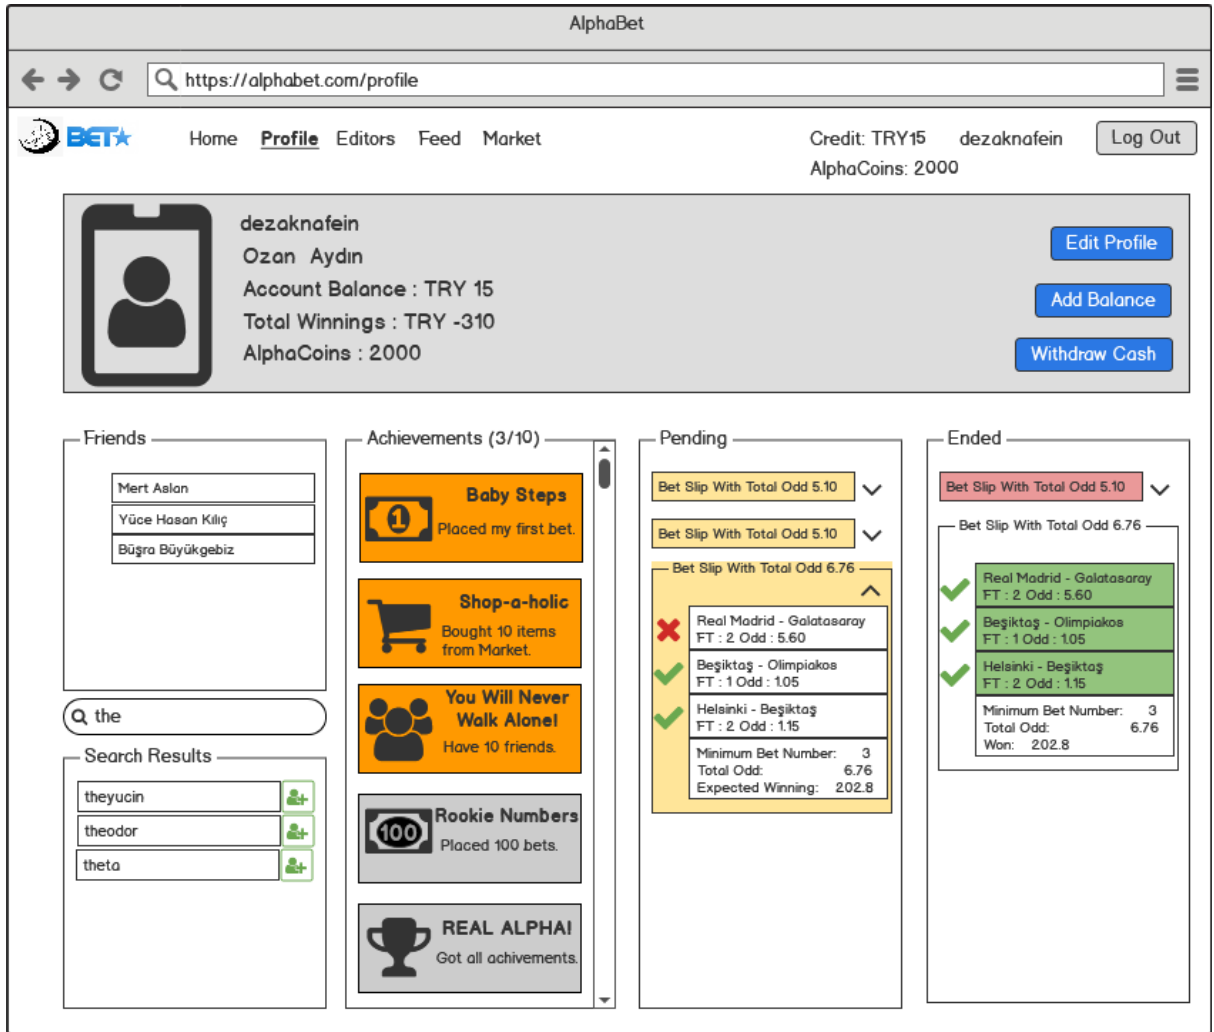 AlphaBet
https://alphabet.com/profile
BET
Home Profile Editors Feed Market
Credit: TRY15 dezaknafein Log Out
AlphaCoins: 2000
dezaknafein
Ozan Aydın
Account Balance : TRY 15
Total Winnings : TRY -310
AlphaCoins : 2000
Edit Profile
Add Balance
Withdraw Cash
Friends
Mert Aslan
Yüce Hasan Kılıç
Büşra Büyükgebiz
the
Search Results
theyucin
theodor
theta
Achievements (3/10)
1
Baby Steps
Placed my first bet.
Shop-a-holic
Bought 10 items
from Market.
You Will Never
Walk Alone!
Have 10 friends.
100
Rookie Numbers
Placed 100 bets.
REAL ALPHA!
Got all achivements.
Pending
Bet Slip With Total Odd 5.10
Bet Slip With Total Odd 5.10
Bet Slip With Total Odd 6.76
Real Madrid - Galatasaray
FT : 2 Odd : 5.60
Beşiktaş - Olimpiakos
FT : 1 Odd : 1.05
Helsinki - Beşiktaş
FT : 2 Odd : 1.15
Minimum Bet Number: 3
Total Odd: 6.76
Expected Winning: 202.8
Ended
Bet Slip With Total Odd 5.10
Bet Slip With Total Odd 6.76
Real Madrid - Galatasaray
FT : 2 Odd : 5.60
Beşiktaş - Olimpiakos
FT : 1 Odd : 1.05
Helsinki - Beşiktaş
FT : 2 Odd : 1.15
Minimum Bet Number: 3
Total Odd: 6.76
Won: 202.8